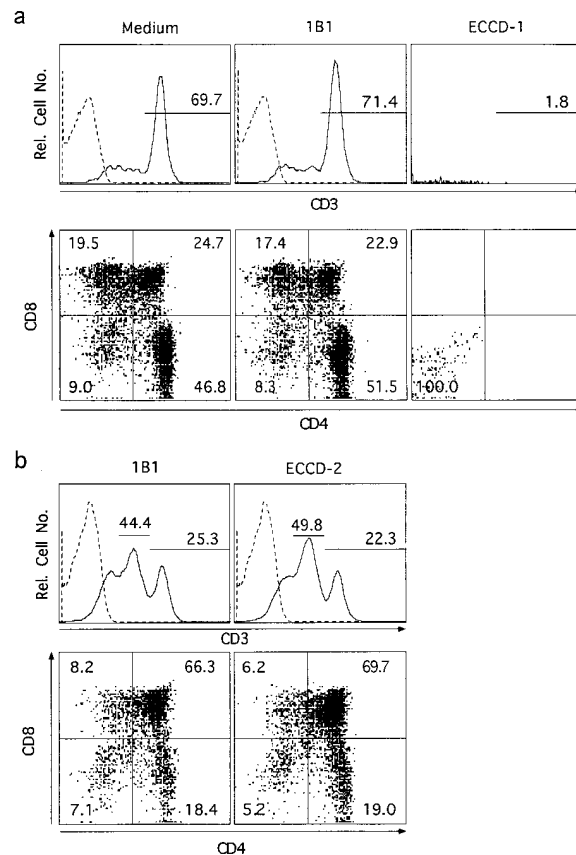 a
Medium 1B1 ECCD-1
Rel. Cell No.
69.7 71.4 1.8
CD3
CD8
19.5 24.7 17.4 22.9
9.0 46.8 8.3 51.5 100.0
CD4
b
1B1 ECCD-2
Rel. Cell No.
44.4 25.3 49.8 22.3
CD3
CD8
8.2 66.3 6.2 69.7
7.1 18.4 5.2 19.0
CD4